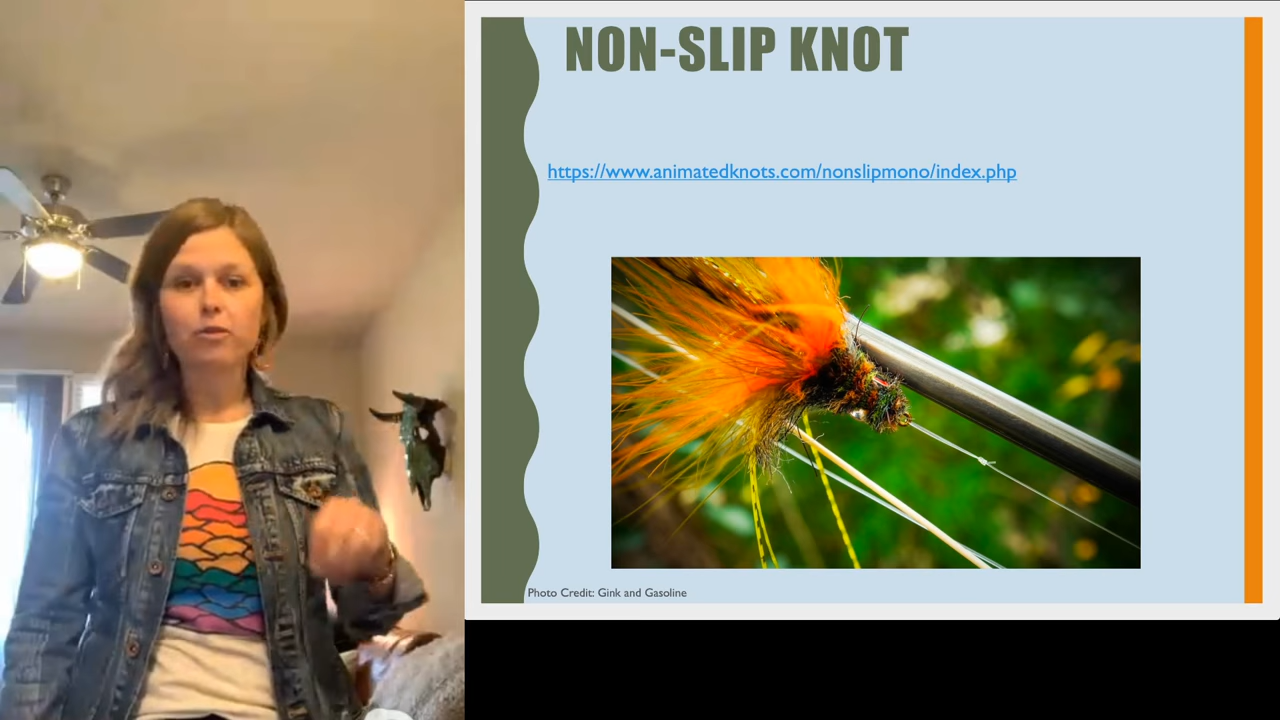 NON-SLIP KNOT
https://www.animatedknots.com/nonslipmono/index.php
Photo Credit: Gink and Gasoline